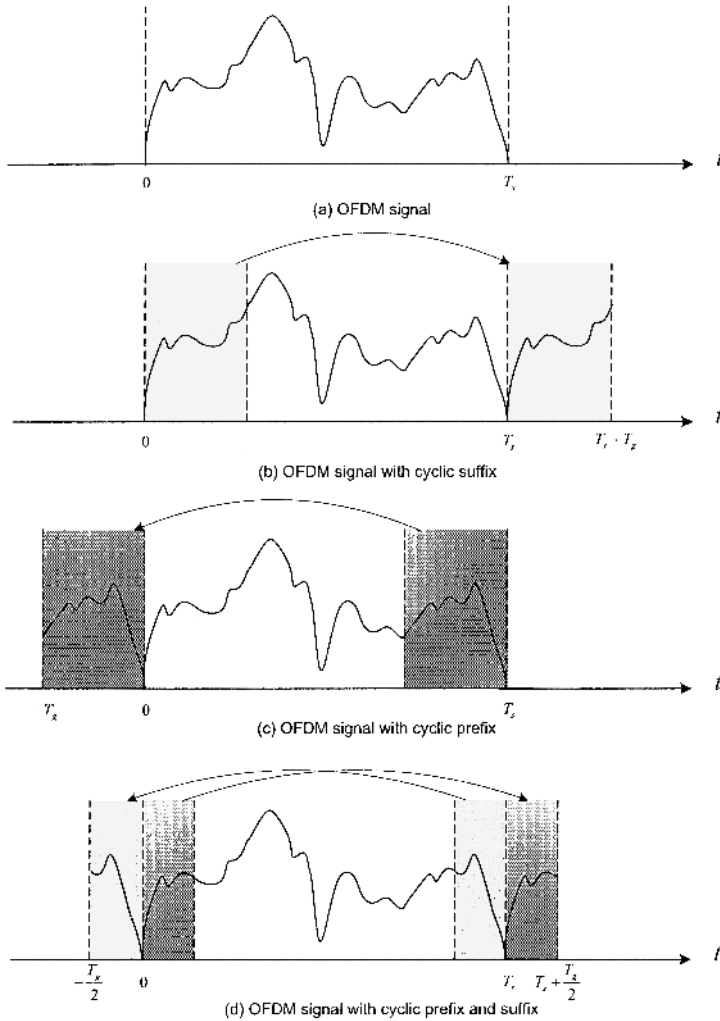 t
0 T_s
(a) OFDM signal
t
0 T_s T_s + T_g
(b) OFDM signal with cyclic suffix
t
T_g 0 T_s
(c) OFDM signal with cyclic prefix
t
-T_g/2 0 T_s T_s + T_g/2
(d) OFDM signal with cyclic prefix and suffix